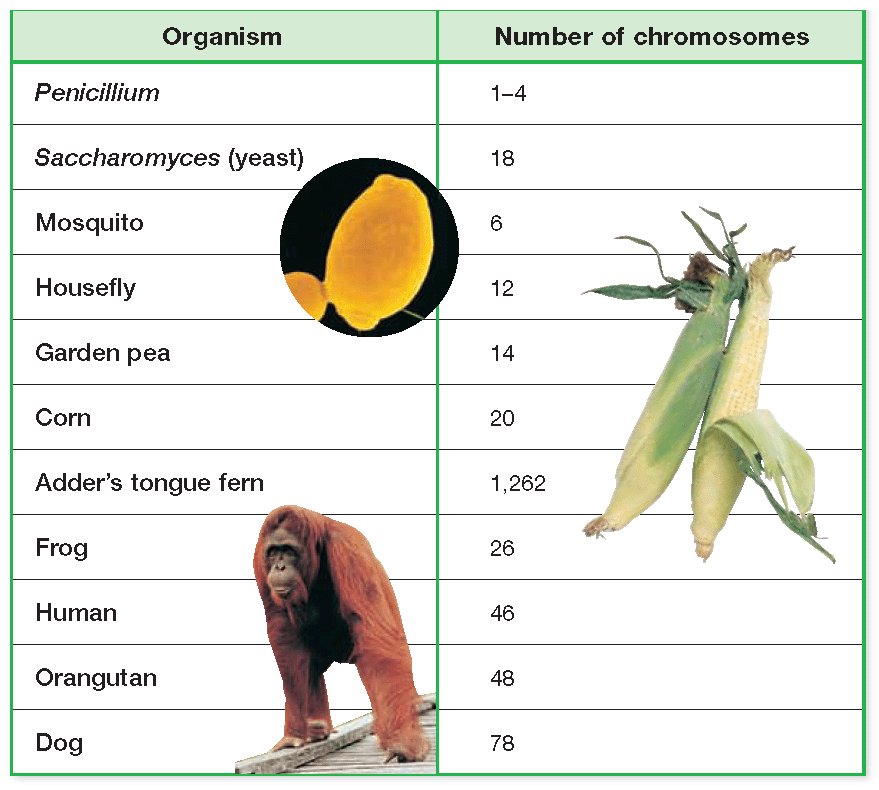 Organism Number of chromosomes
Penicillium 1–4
Saccharomyces (yeast) 18
Mosquito 6
Housefly 12
Garden pea 14
Corn 20
Adder’s tongue fern 1,262
Frog 26
Human 46
Orangutan 48
Dog 78